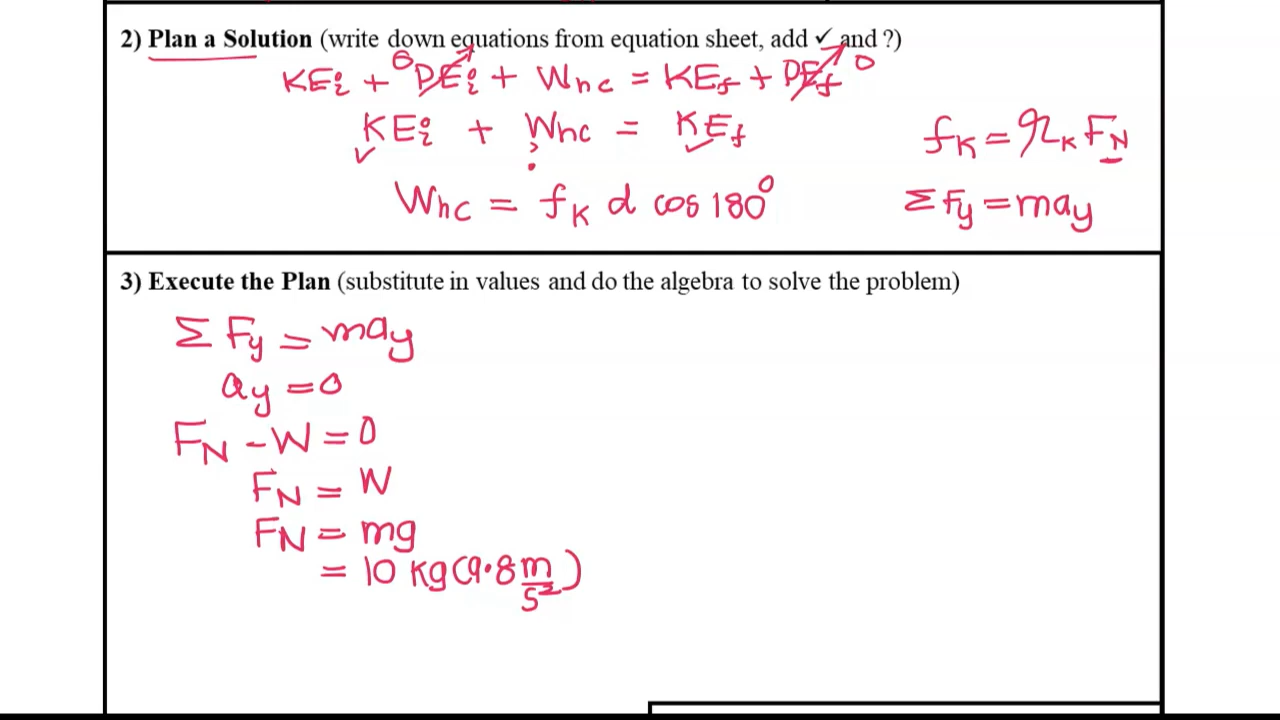 2) Plan a Solution (write down equations from equation sheet, add ✓ and ?)
KEi + PEi 0 + Wnc = KEf + PEf 0
KEi + Wnc = KEf
✓ ? ✓
fK = μK FN
Wnc = fK d cos 180°
ΣFy = may
3) Execute the Plan (substitute in values and do the algebra to solve the problem)
ΣFy = may
ay = 0
FN - W = 0
FN = W
FN = mg
= 10 kg (9.8 m/s²)